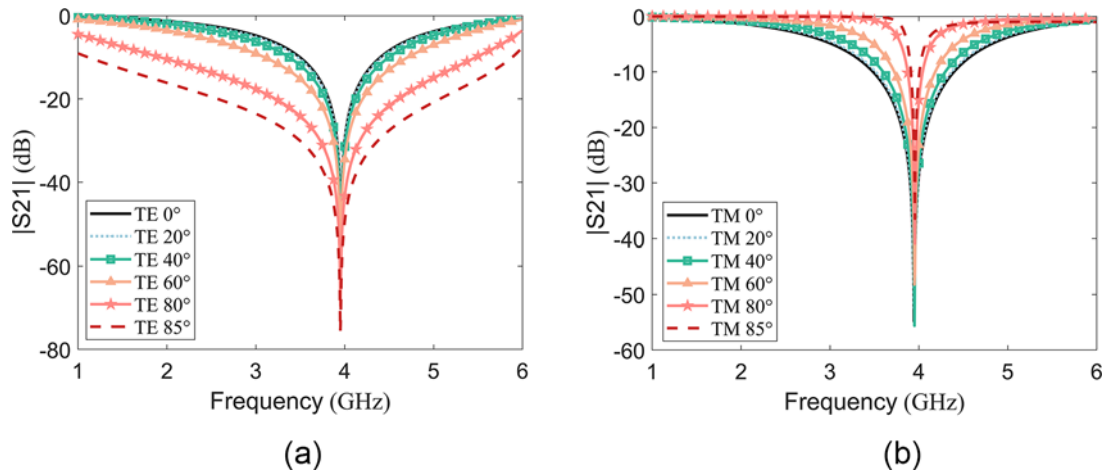 0
-20
-40
-60
-80
|S21| (dB)
TE 0°
TE 20°
TE 40°
TE 60°
TE 80°
TE 85°
1 2 3 4 5 6
Frequency (GHz)
(a)
0
-10
-20
-30
-40
-50
-60
|S21| (dB)
TM 0°
TM 20°
TM 40°
TM 60°
TM 80°
TM 85°
1 2 3 4 5 6
Frequency (GHz)
(b)